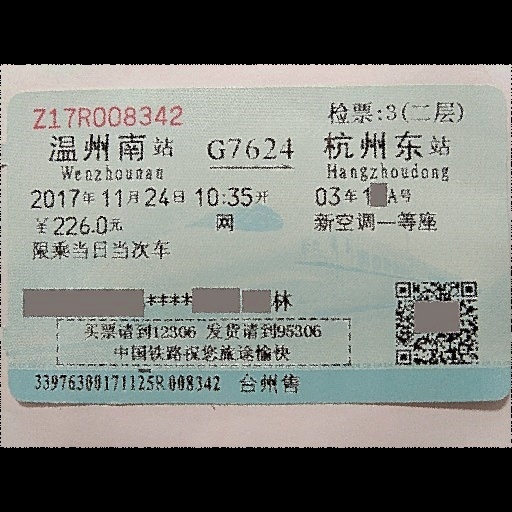 Z17R008342 检票:3(二层)
温州南站 G7624 杭州东站
Wenzhounan Hangzhoudong
2017年11月24日10:35开 03车1 A号
￥226.0元 网 新空调一等座
限乘当日当次车
**** 林
买票请到12306 发货请到95306
中国铁路祝您旅途愉快
33976300171125R008342 台州售